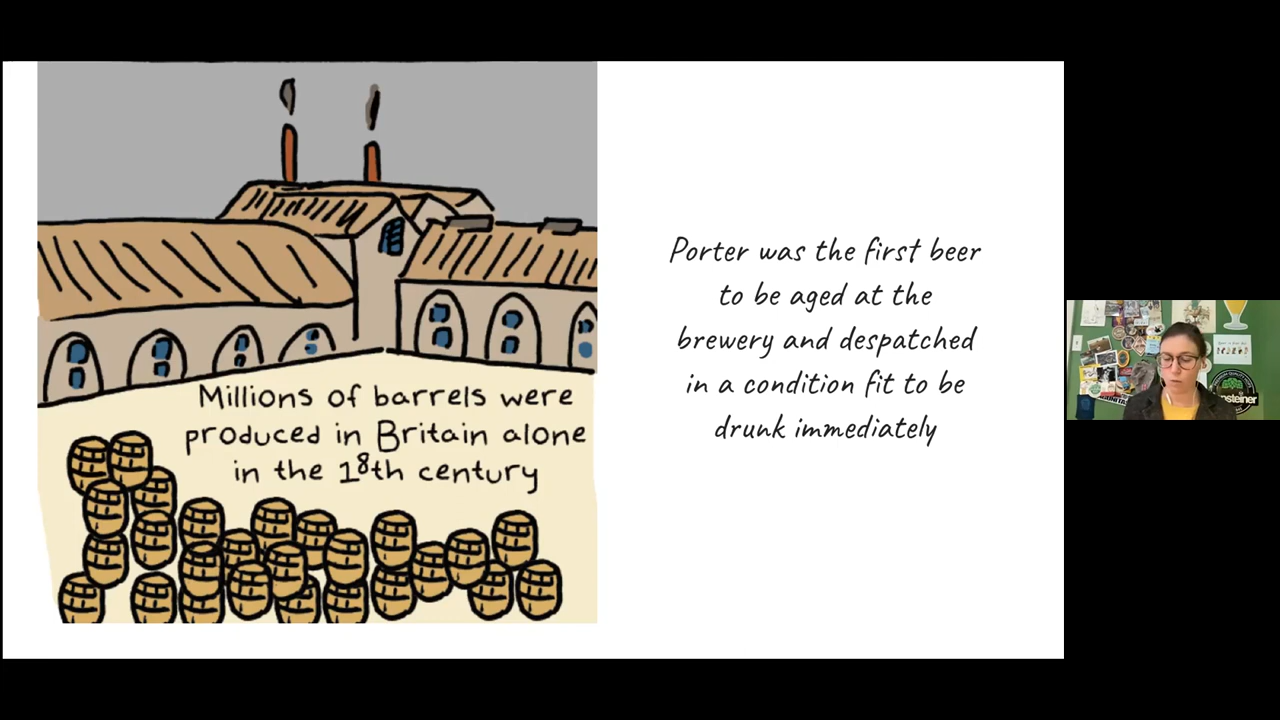 Millions of barrels were
produced in Britain alone
in the 18th century
Porter was the first beer
to be aged at the
brewery and despatched
in a condition fit to be
drunk immediately